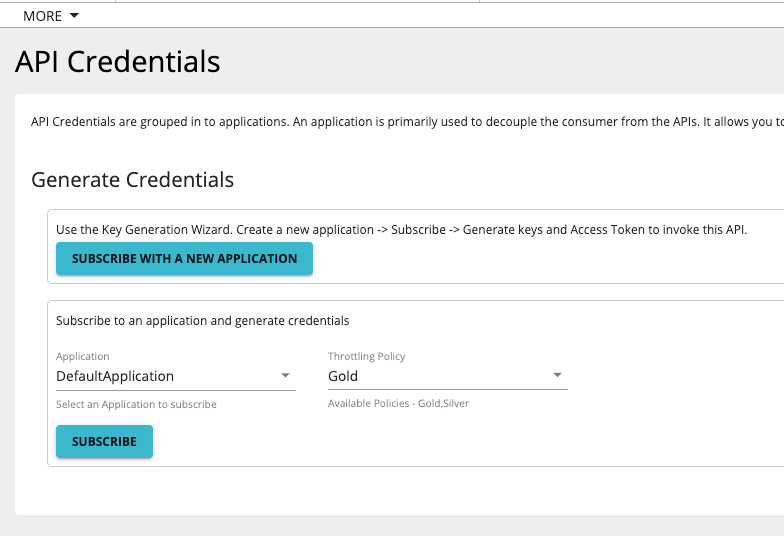 MORE
API Credentials
API Credentials are grouped in to applications. An application is primarily used to decouple the consumer from the APIs. It allows you to
Generate Credentials
Use the Key Generation Wizard. Create a new application -> Subscribe -> Generate keys and Access Token to invoke this API.
SUBSCRIBE WITH A NEW APPLICATION
Subscribe to an application and generate credentials
Application Throttling Policy
DefaultApplication Gold
Select an Application to subscribe Available Policies - Gold,Silver
SUBSCRIBE